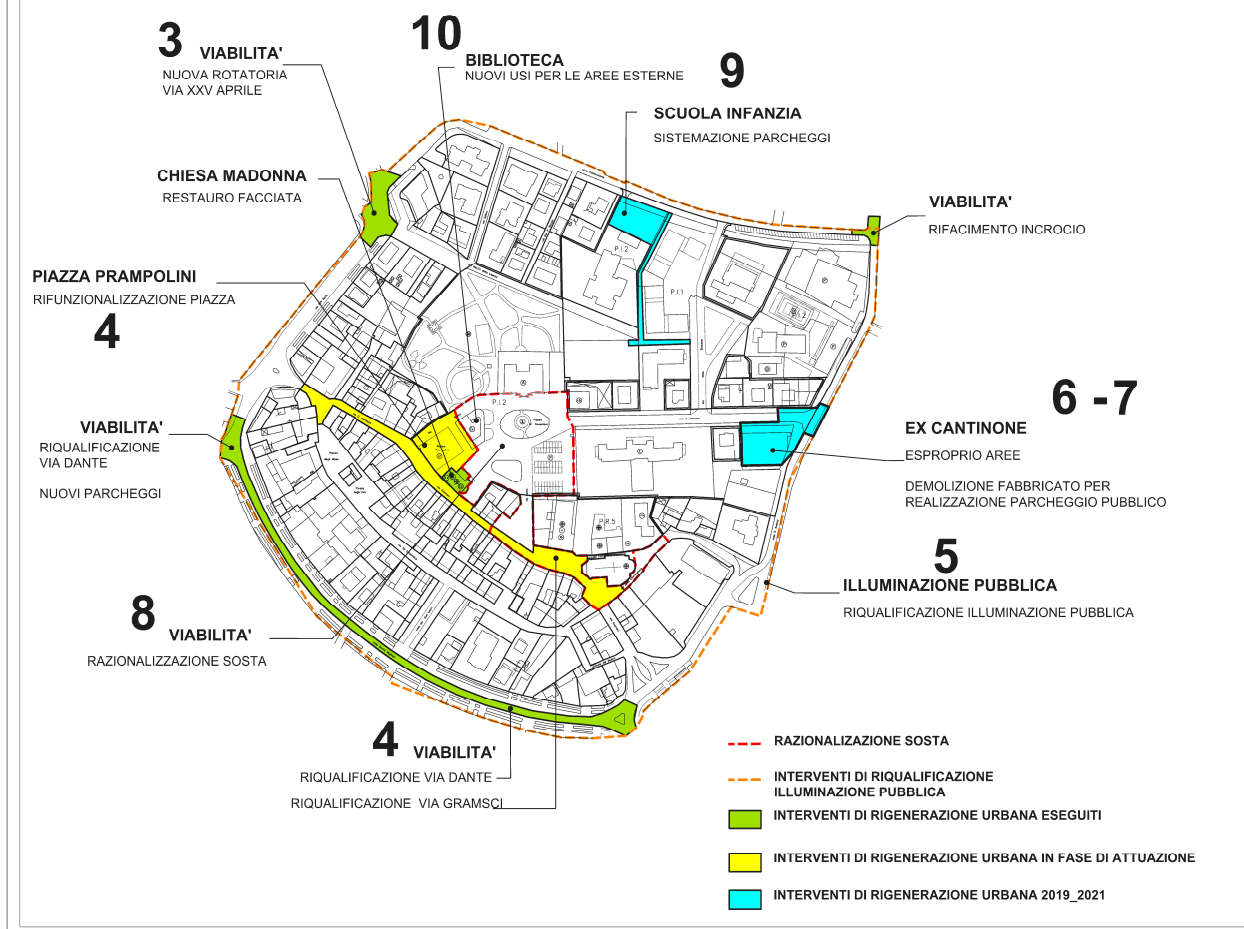 3 VIABILITA'
NUOVA ROTATORIA
VIA XXV APRILE
10
BIBLIOTECA
NUOVI USI PER LE AREE ESTERNE
9
SCUOLA INFANZIA
SISTEMAZIONE PARCHEGGI
CHIESA MADONNA
RESTAURO FACCIATA
VIABILITA'
RIFACIMENTO INCROCIO
PIAZZA PRAMPOLINI
RIFUNZIONALIZZAZIONE PIAZZA
4
P.I.2
P.I.1
P.I.2
P.R.5
6 -7
EX CANTINONE
ESPROPRIO AREE
DEMOLIZIONE FABBRICATO PER
REALIZZAZIONE PARCHEGGIO PUBBLICO
VIABILITA'
RIQUALIFICAZIONE
VIA DANTE
NUOVI PARCHEGGI
5
ILLUMINAZIONE PUBBLICA
RIQUALIFICAZIONE ILLUMINAZIONE PUBBLICA
8 VIABILITA'
RAZIONALIZZAZIONE SOSTA
4 VIABILITA'
RIQUALIFICAZIONE VIA DANTE
RIQUALIFICAZIONE VIA GRAMSCI
RAZIONALIZAZIONE SOSTA
INTERVENTI DI RIQUALIFICAZIONE
ILLUMINAZIONE PUBBLICA
INTERVENTI DI RIGENERAZIONE URBANA ESEGUITI
INTERVENTI DI RIGENERAZIONE URBANA IN FASE DI ATTUAZIONE
INTERVENTI DI RIGENERAZIONE URBANA 2019_2021